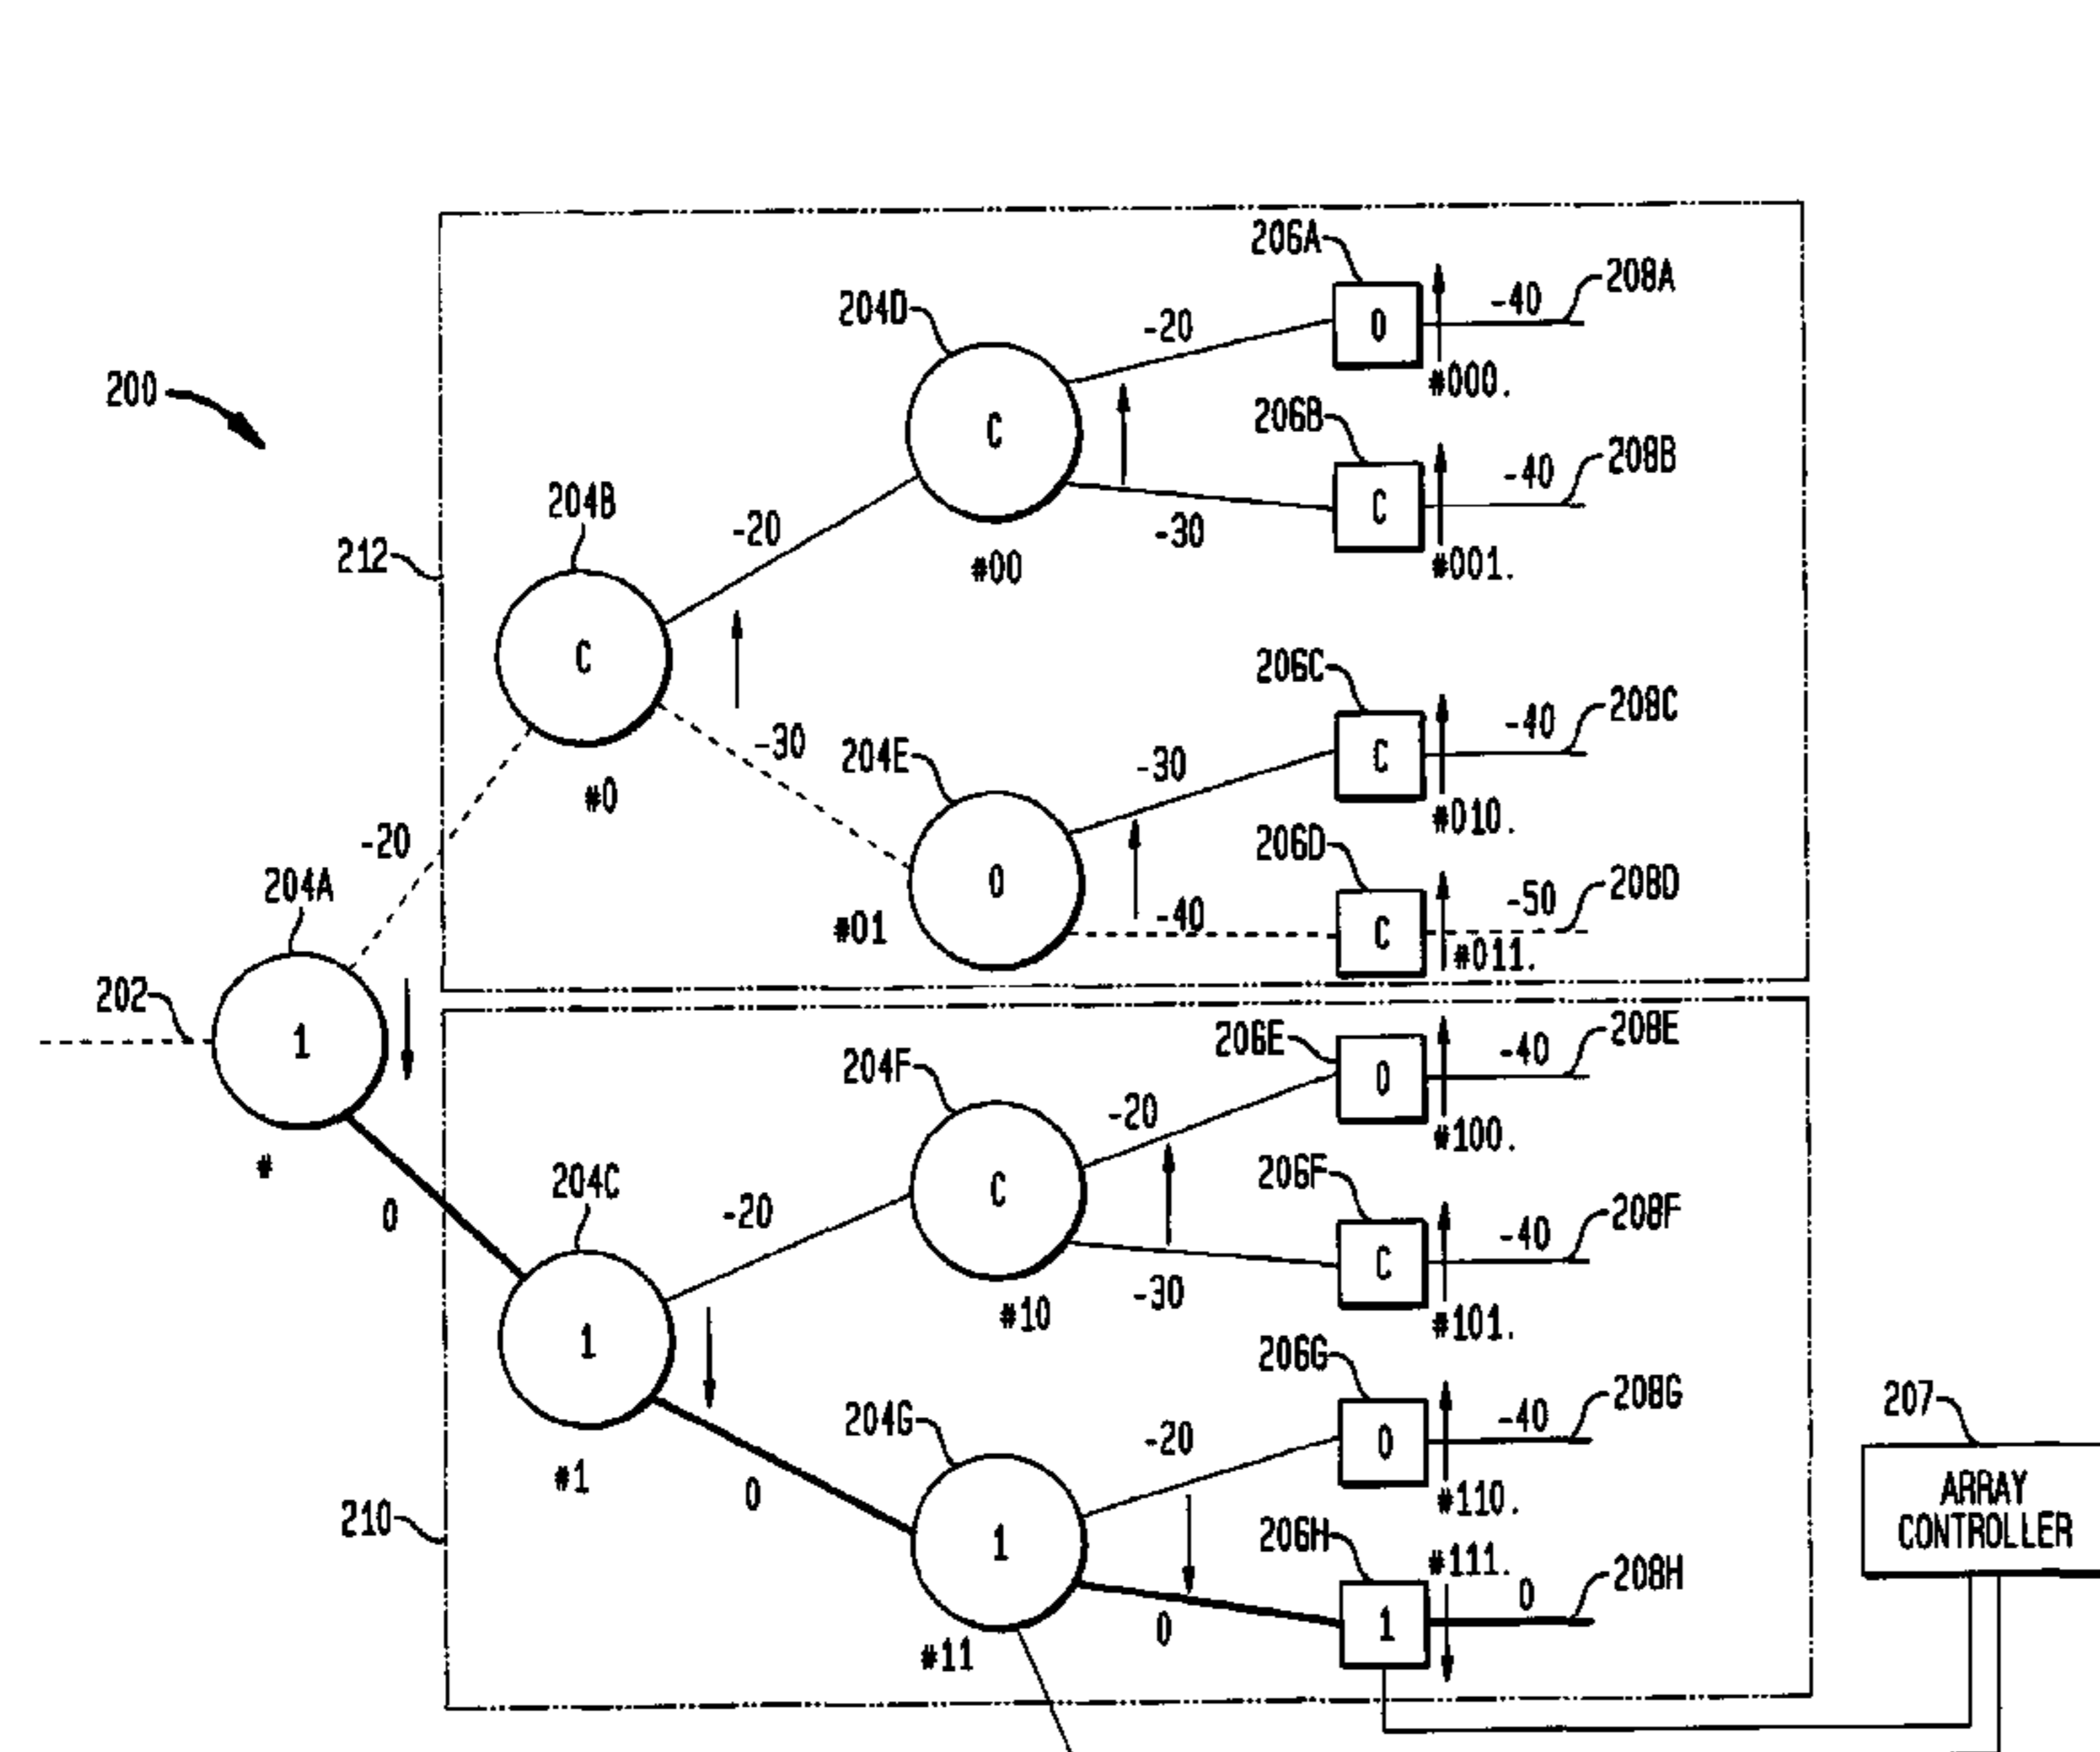 206A
208A
-40
204D
-20
0
#000.
200
206B
C
208B
-40
204B
-20
C
-30
#001.
212
#00
C
206C
208C
-40
-30
204E
-30
C
#0
#010.
-20
206D
204A
0
-40
-50
208D
#01
C
#011.
202
1
206E
208E
-40
204F
0
-20
#100.
#
204C
206F
0
-20
C
208F
-40
C
-30
#10
#101.
1
206G
208G
207
204G
-20
-40
0
ARRAY
CONTROLLER
#1
0
#110.
210
206H
#111.
1
208H
0
0
1
#11